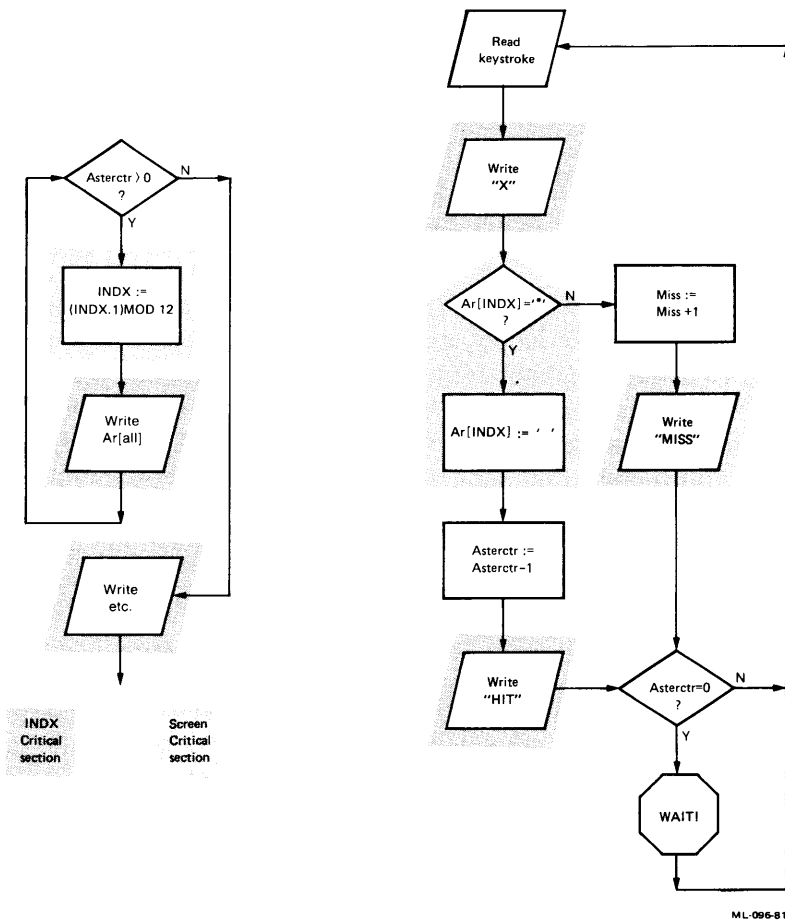 Asterctr > 0
?
N
Y
INDX :=
(INDX.1)MOD 12
Write
Ar[all]
Write
etc.
INDX
Critical
section
Screen
Critical
section
Read
keystroke
Write
"X"
Ar[INDX]='*'
?
N
Y
Miss :=
Miss +1
Ar[INDX] := ' '
Write
"MISS"
Asterctr :=
Asterctr-1
Write
"HIT"
Asterctr=0
?
N
Y
WAIT!
ML-096-81